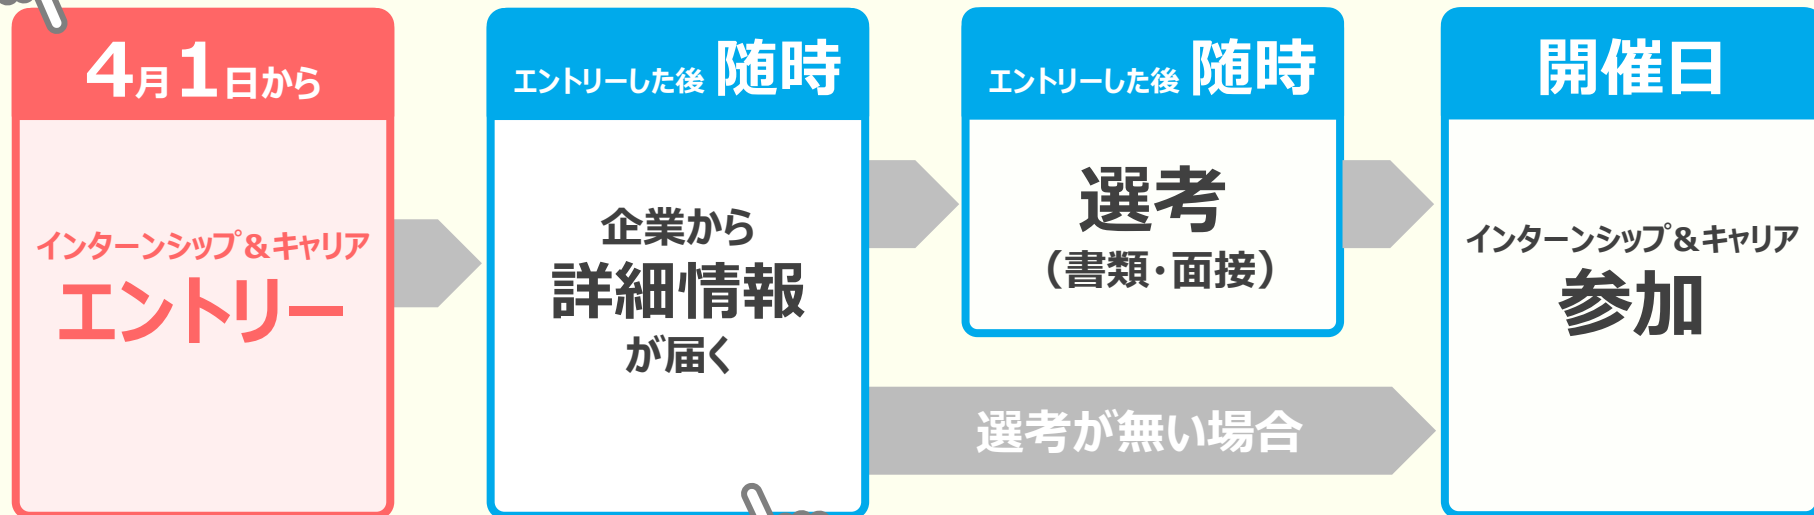 4月1日から
インターンシップ&キャリア
エントリー
エントリーした後 随時
企業から
詳細情報
が届く
エントリーした後 随時
選考
（書類・面接）
選考が無い場合
開催日
インターンシップ&キャリア
参加